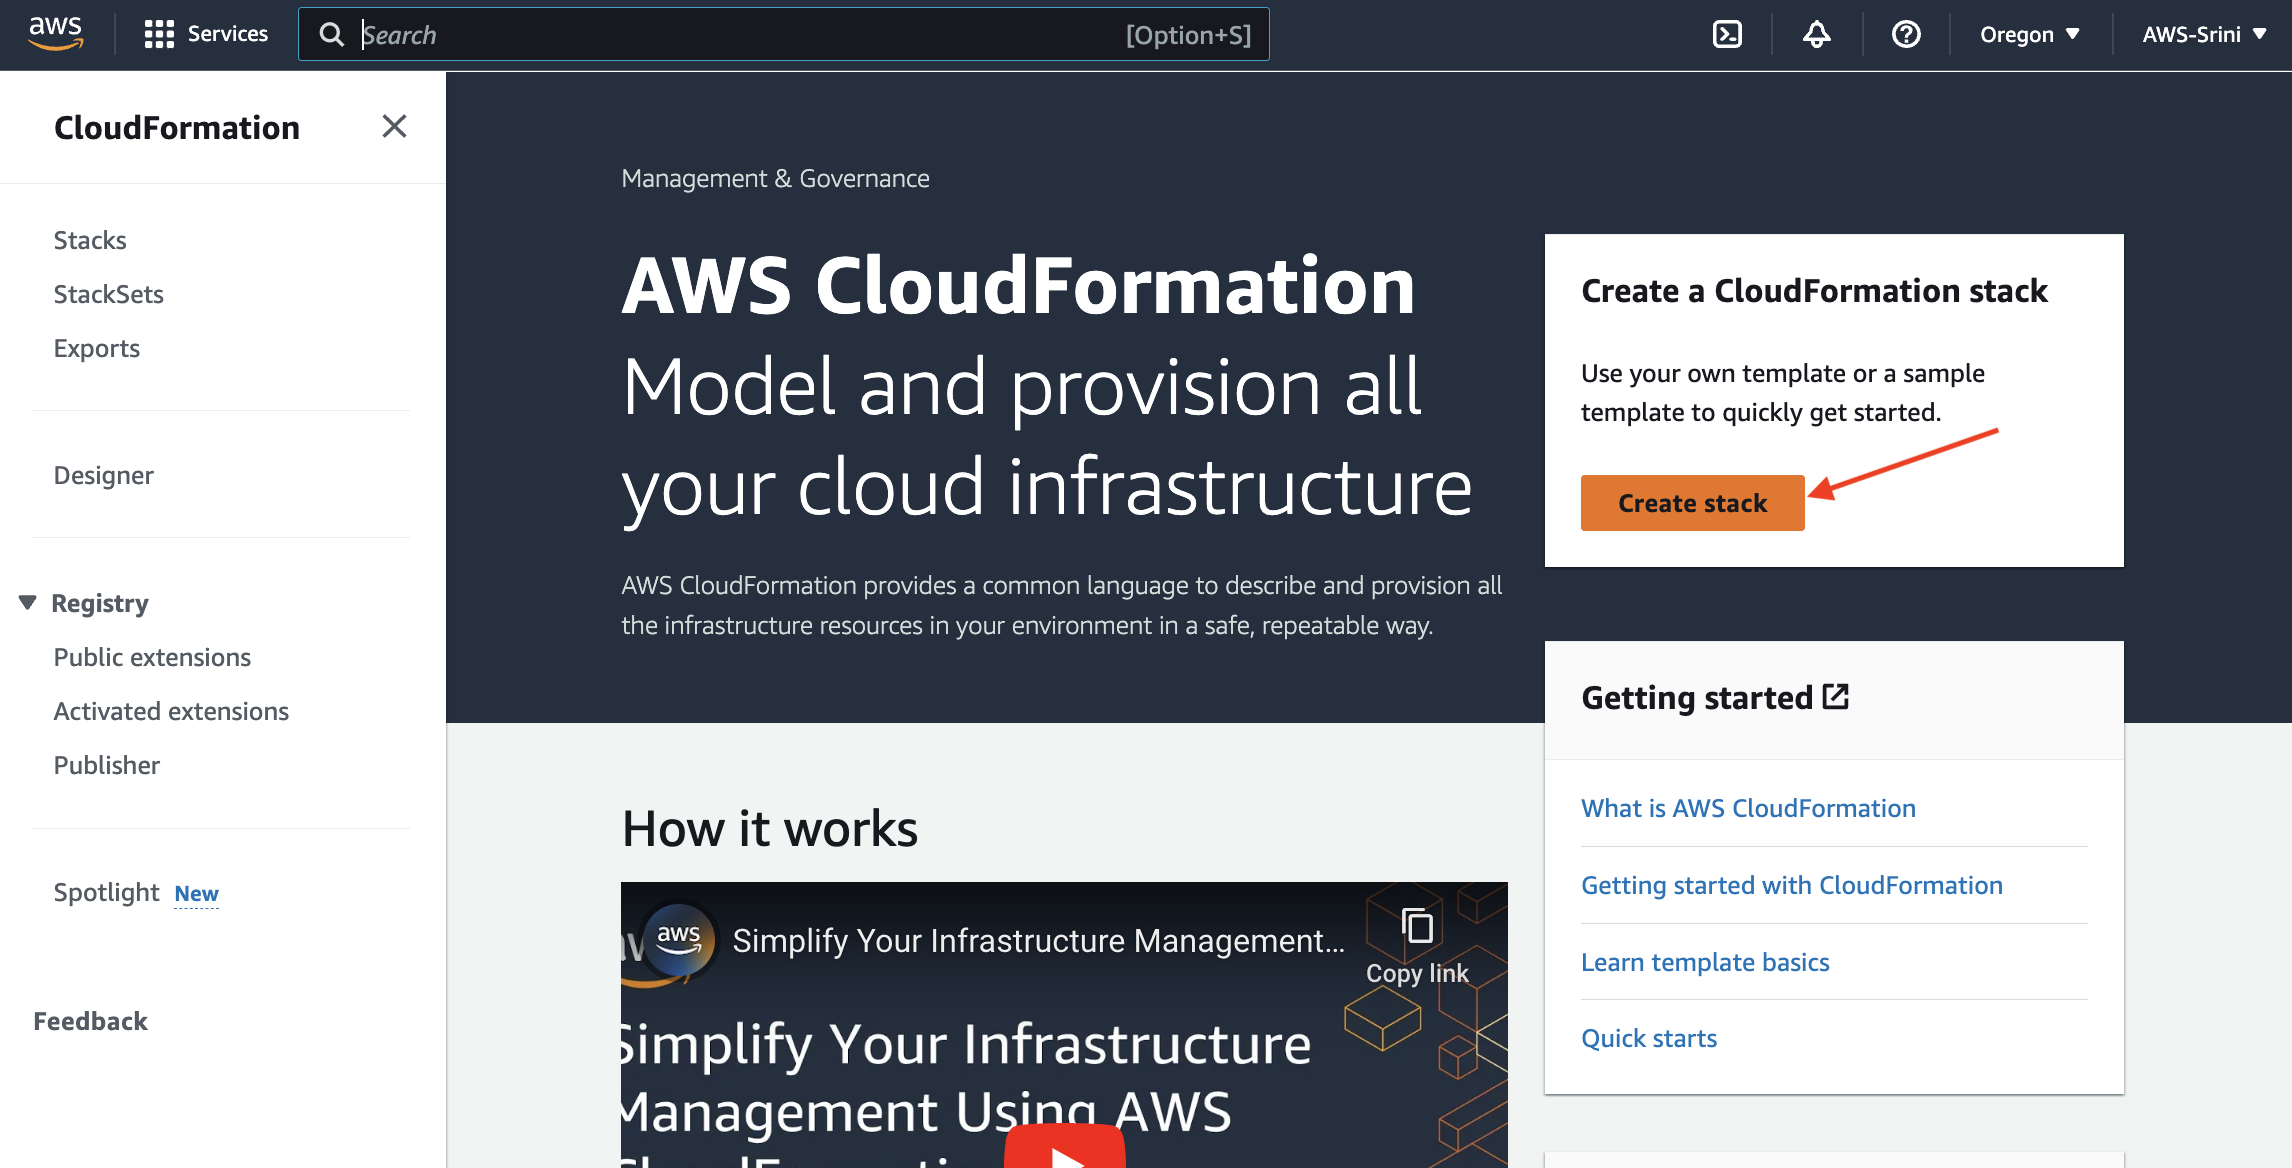 aws
Services
Search
[Option+S]
Oregon
AWS-Srini
CloudFormation
Stacks
StackSets
Exports
Designer
Registry
Public extensions
Activated extensions
Publisher
Spotlight New
Feedback
Management & Governance
AWS CloudFormation
Model and provision all
your cloud infrastructure
AWS CloudFormation provides a common language to describe and provision all
the infrastructure resources in your environment in a safe, repeatable way.
Create a CloudFormation stack
Use your own template or a sample
template to quickly get started.
Create stack
Getting started
What is AWS CloudFormation
Getting started with CloudFormation
Learn template basics
Quick starts
How it works
aws
Simplify Your Infrastructure Management...
Copy link
Simplify Your Infrastructure
Management Using AWS